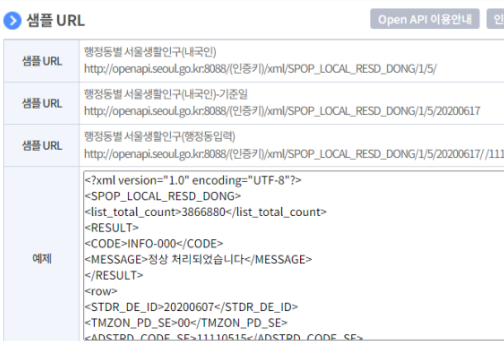 샘플 URL
Open API 이용안내
샘플 URL
행정동별 서울생활인구(내국인)
http://openapi.seoul.go.kr:8088/(인증키)/xml/SPOP_LOCAL_RESD_DONG/1/5/
샘플 URL
행정동별 서울생활인구(내국인)-기준일
http://openapi.seoul.go.kr:8088/(인증키)/xml/SPOP_LOCAL_RESD_DONG/1/5/20200617
샘플 URL
행정동별 서울생활인구(행정동입력)
http://openapi.seoul.go.kr:8088/(인증키)/xml/SPOP_LOCAL_RESD_DONG/1/5/20200617//111
예제
<?xml version="1.0" encoding="UTF-8"?>
<SPOP_LOCAL_RESD_DONG>
<list_total_count>3866880</list_total_count>
<RESULT>
<CODE>INFO-000</CODE>
<MESSAGE>정상 처리되었습니다</MESSAGE>
</RESULT>
<row>
<STDR_DE_ID>20200607</STDR_DE_ID>
<TMZON_PD_SE>00</TMZON_PD_SE>
<ADSTRD_CODE_SE>11110515</ADSTRD_CODE_SE>